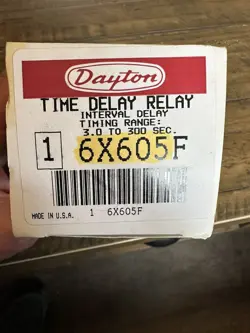 Dayton
TIME DELAY RELAY
INTERVAL DELAY
TIMING RANGE:
3.0 TO 300 SEC.
1 6X605F
MADE IN U.S.A. 1 6X605F